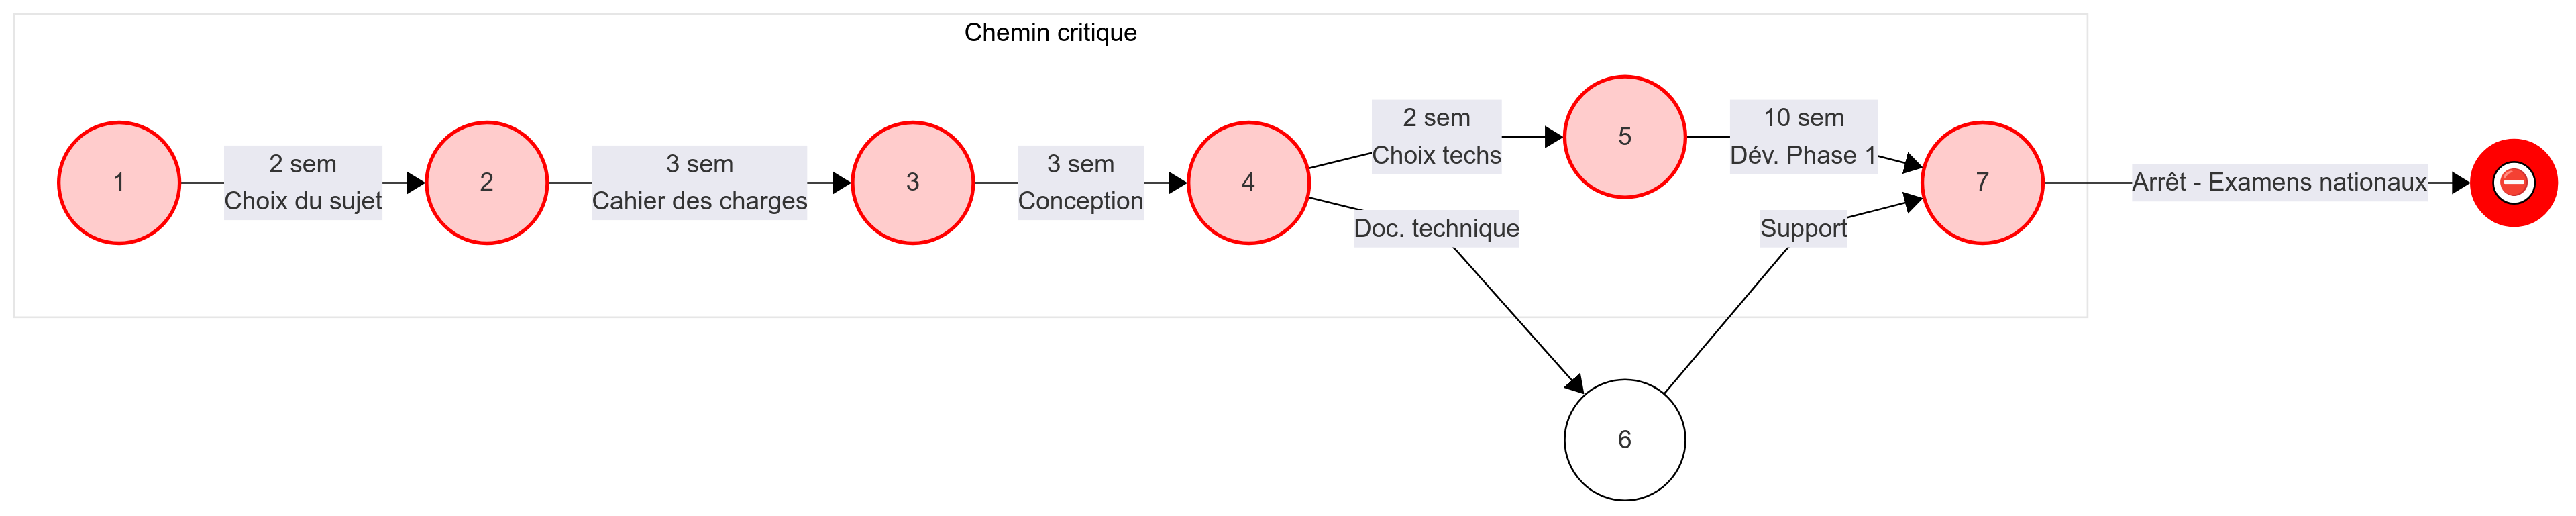 Chemin critique
1
2 sem
Choix du sujet
2
3 sem
Cahier des charges
3
3 sem
Conception
4
2 sem
Choix techs
5
10 sem
Dév. Phase 1
Doc. technique
6
Support
7
Arrêt - Examens nationaux